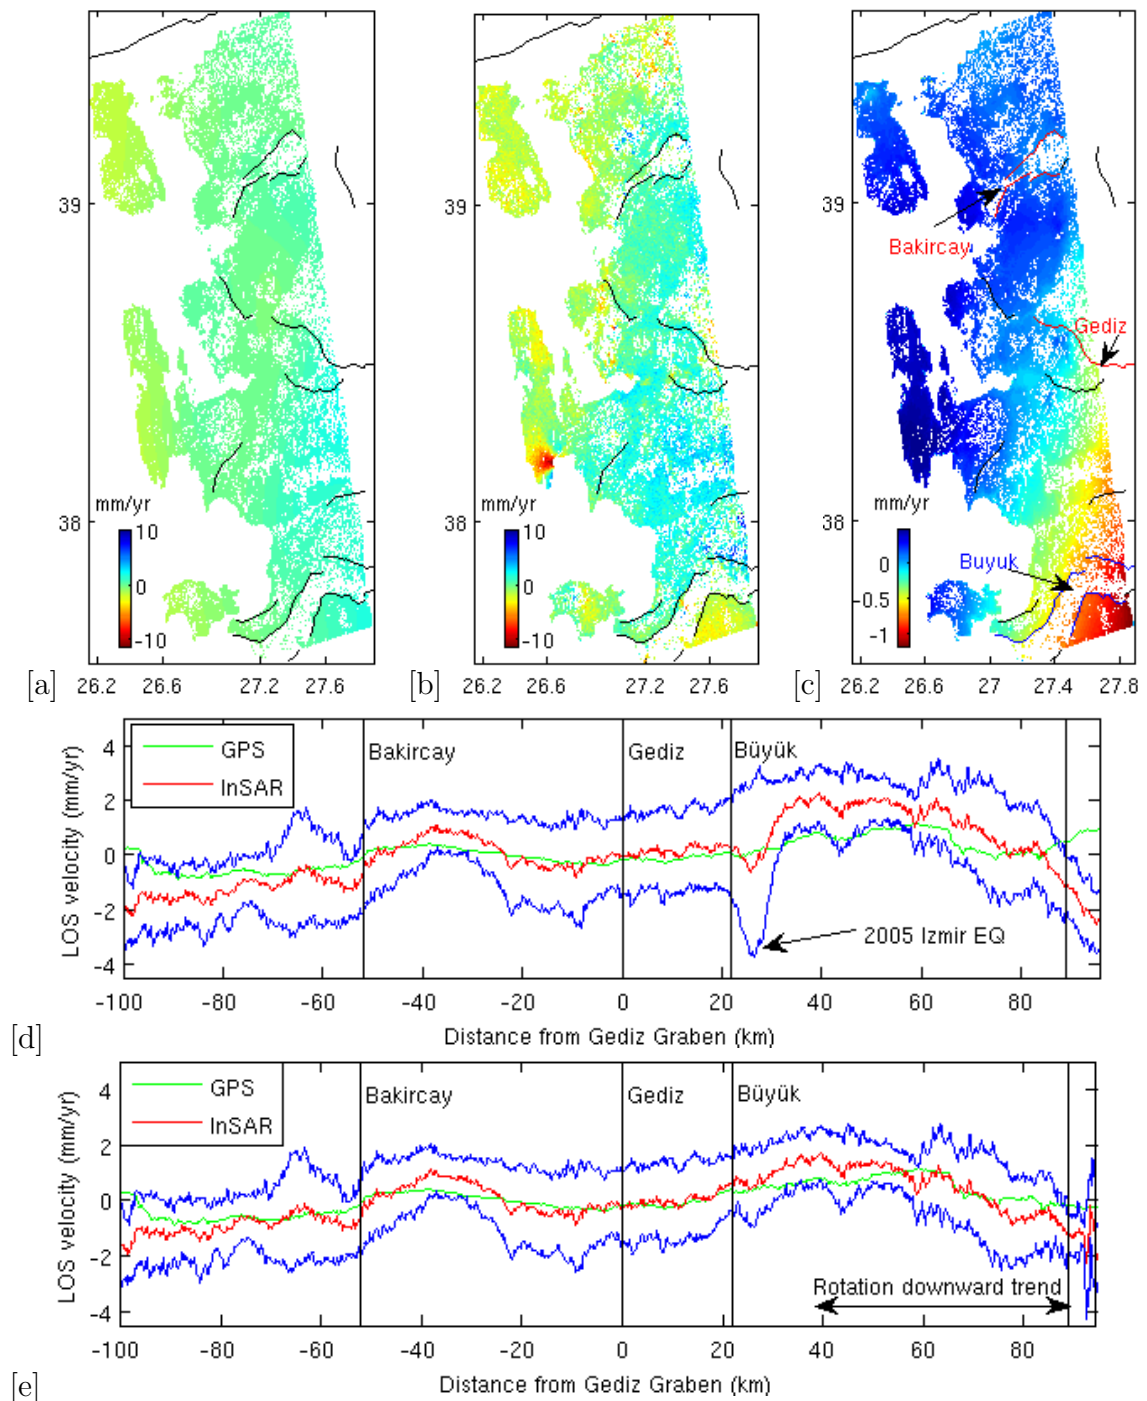 39
38
mm/yr
10
0
-10
[a]
26.2 26.6 27.2 27.6
39
38
mm/yr
10
0
-10
[b]
26.2 26.6 27.2 27.6
39
Bakircay
Gediz
38
mm/yr
0
-0.5
-1
Buyuk
[c]
26.2 26.6 27 27.4 27.8
LOS velocity (mm/yr)
4
2
0
-2
-4
GPS
InSAR
Bakircay
Gediz
Büyük
2005 Izmir EQ
-100 -80 -60 -40 -20 0 20 40 60 80
Distance from Gediz Graben (km)
[d]
LOS velocity (mm/yr)
4
2
0
-2
-4
GPS
InSAR
Bakircay
Gediz
Büyük
Rotation downward trend
-100 -80 -60 -40 -20 0 20 40 60 80
Distance from Gediz Graben (km)
[e]